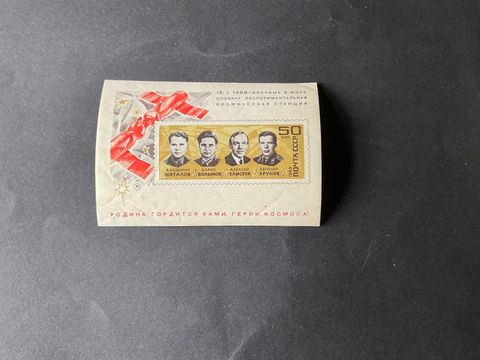 16.I.1969-ВПЕРВЫЕ В МИРЕ
СОЗДАНА ЭКСПЕРИМЕНТАЛЬНАЯ
КОСМИЧЕСКАЯ СТАНЦИЯ
50
КОП
ПОЧТА СССР
1969
ВЛАДИМИР
ШАТАЛОВ
БОРИС
ВОЛЫНОВ
АЛЕКСЕЙ
ЕЛИСЕЕВ
ЕВГЕНИЙ
ХРУНОВ
РОДИНА ГОРДИТСЯ ВАМИ, ГЕРОИ КОСМОСА!